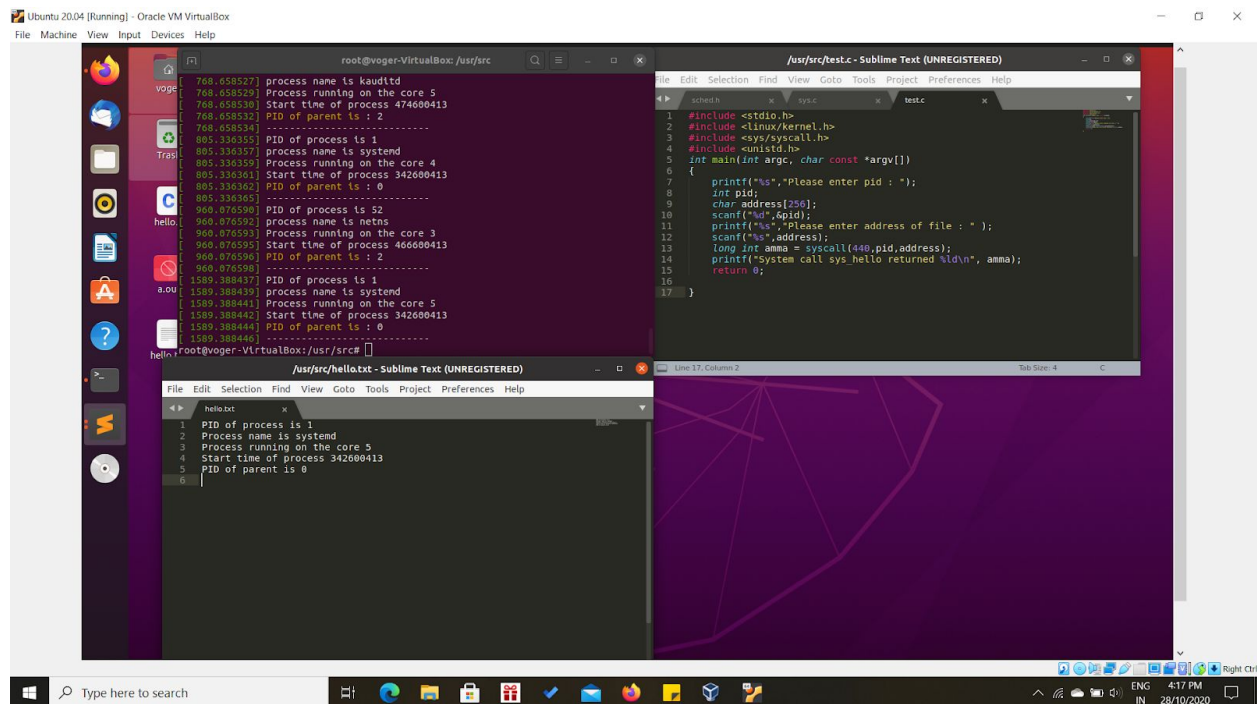 Ubuntu 20.04 [Running] - Oracle VM VirtualBox
File Machine View Input Devices Help
root@voger-VirtualBox: /usr/src
[ 768.658527] process name is kauditd
[ 768.658529] Process running on the core 5
[ 768.658530] Start time of process 474600413
[ 768.658532] PID of parent is : 2
[ 768.658534] ----------------------------
[ 805.336355] PID of process is 1
[ 805.336357] process name is systemd
[ 805.336359] Process running on the core 4
[ 805.336361] Start time of process 342600413
[ 805.336362] PID of parent is : 0
[ 805.336365] ----------------------------
[ 960.076590] PID of process is 52
[ 960.076592] process name is netns
[ 960.076593] Process running on the core 3
[ 960.076595] Start time of process 466600413
[ 960.076596] PID of parent is : 2
[ 960.076598] ----------------------------
[ 1589.388437] PID of process is 1
[ 1589.388439] process name is systemd
[ 1589.388441] Process running on the core 5
[ 1589.388442] Start time of process 342600413
[ 1589.388444] PID of parent is : 0
[ 1589.388446] ----------------------------
root@voger-VirtualBox:/usr/src#
voge
Trash
hello.
a.ou
hello.t
/usr/src/test.c - Sublime Text (UNREGISTERED)
File Edit Selection Find View Goto Tools Project Preferences Help
sched.h x sys.c x test.c x
1 #include <stdio.h>
2 #include <linux/kernel.h>
3 #include <sys/syscall.h>
4 #include <unistd.h>
5 int main(int argc, char const *argv[])
6 {
7 printf("%s","Please enter pid : ");
8 int pid;
9 char address[256];
10 scanf("%d",&pid);
11 printf("%s","Please enter address of file : " );
12 scanf("%s",address);
13 long int amma = syscall(440,pid,address);
14 printf("System call sys_hello returned %ld\n", amma);
15 return 0;
16
17 }
Line 17, Column 2 Tab Size: 4 C
/usr/src/hello.txt - Sublime Text (UNREGISTERED)
File Edit Selection Find View Goto Tools Project Preferences Help
hello.txt x
1 PID of process is 1
2 Process name is systemd
3 Process running on the core 5
4 Start time of process 342600413
5 PID of parent is 0
6
Right Ctrl
Type here to search
ENG
IN
4:17 PM
28/10/2020